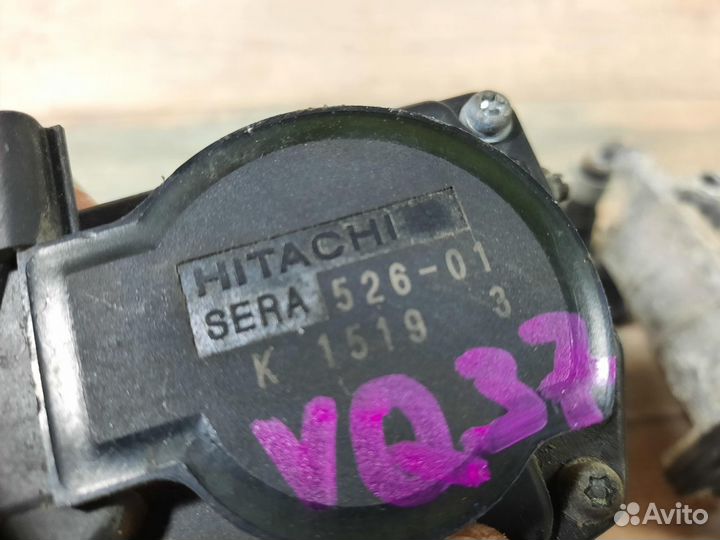 HITACHI
SERA 526-01
K 1519 3
VQ37
Avito